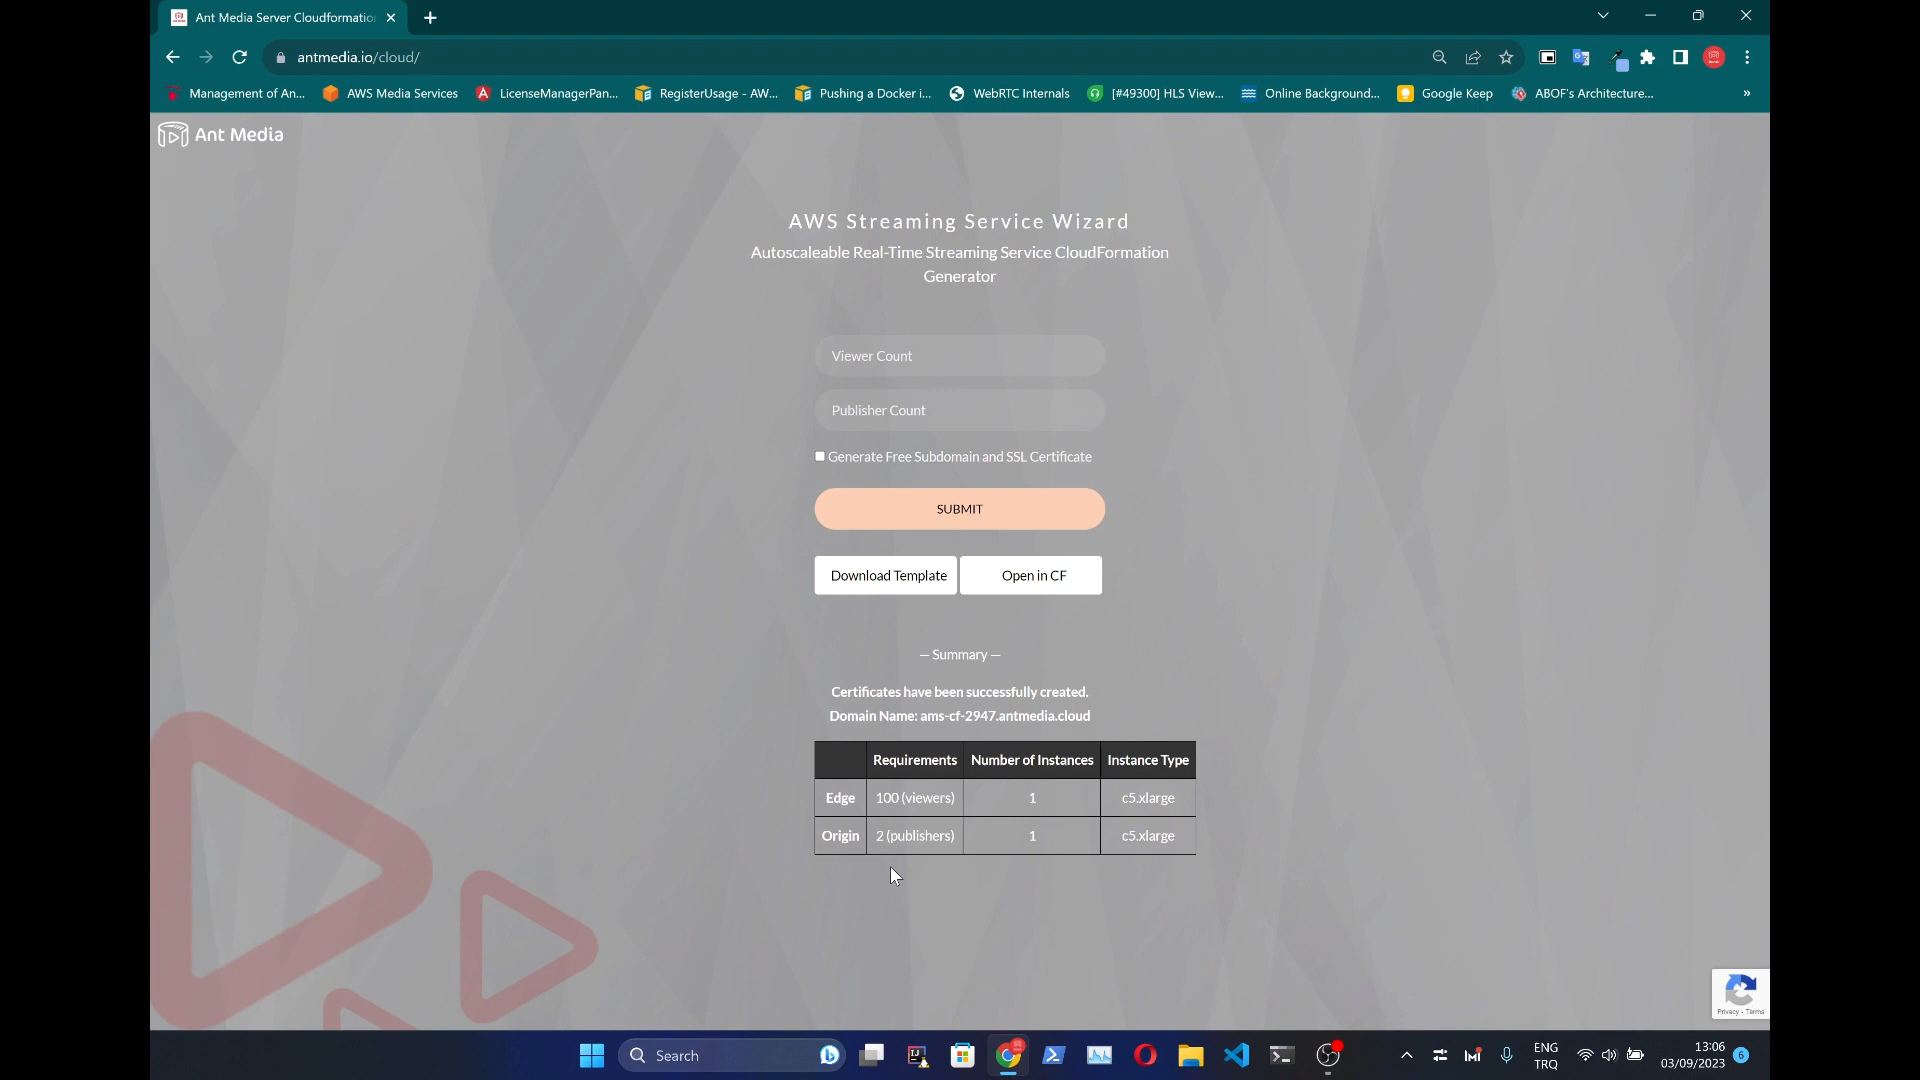 Ant Media Server Cloudformatio
antmedia.io/cloud/
Management of An...
AWS Media Services
LicenseManagerPan...
RegisterUsage - AW...
Pushing a Docker i...
WebRTC Internals
[#49300] HLS View...
Online Background...
Google Keep
ABOF's Architecture...
»
Ant Media
AWS Streaming Service Wizard
Autoscaleable Real-Time Streaming Service CloudFormation
Generator
Viewer Count
Publisher Count
Generate Free Subdomain and SSL Certificate
SUBMIT
Download Template
Open in CF
— Summary —
Certificates have been successfully created.
Domain Name: ams-cf-2947.antmedia.cloud
Requirements Number of Instances Instance Type
Edge 100 (viewers) 1 c5.xlarge
Origin 2 (publishers) 1 c5.xlarge
Privacy - Terms
Search
ENG
TRQ
13:06
03/09/2023
6